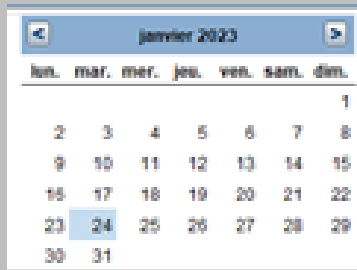 < janvier 2023 >
lun. mar. mer. jeu. ven. sam. dim.
1
2 3 4 5 6 7 8
9 10 11 12 13 14 15
16 17 18 19 20 21 22
23 24 25 26 27 28 29
30 31